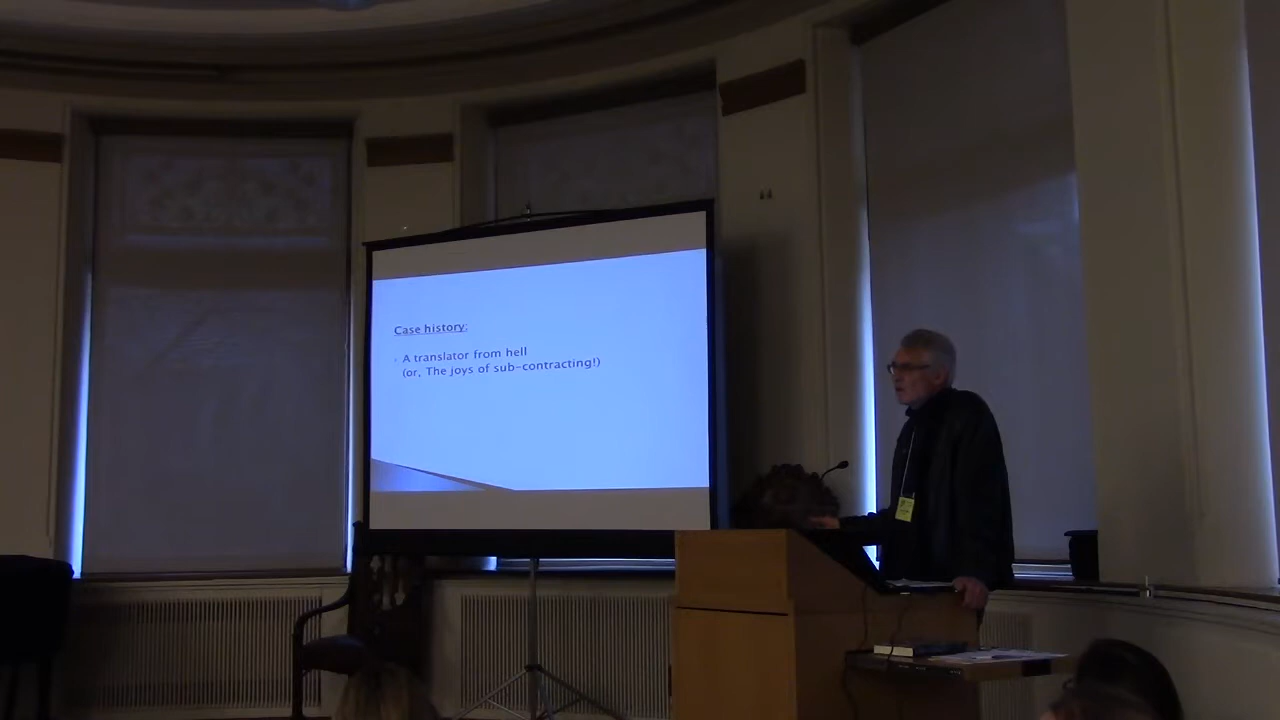 Case history:
A translator from hell
(or, The joys of sub-contracting!)